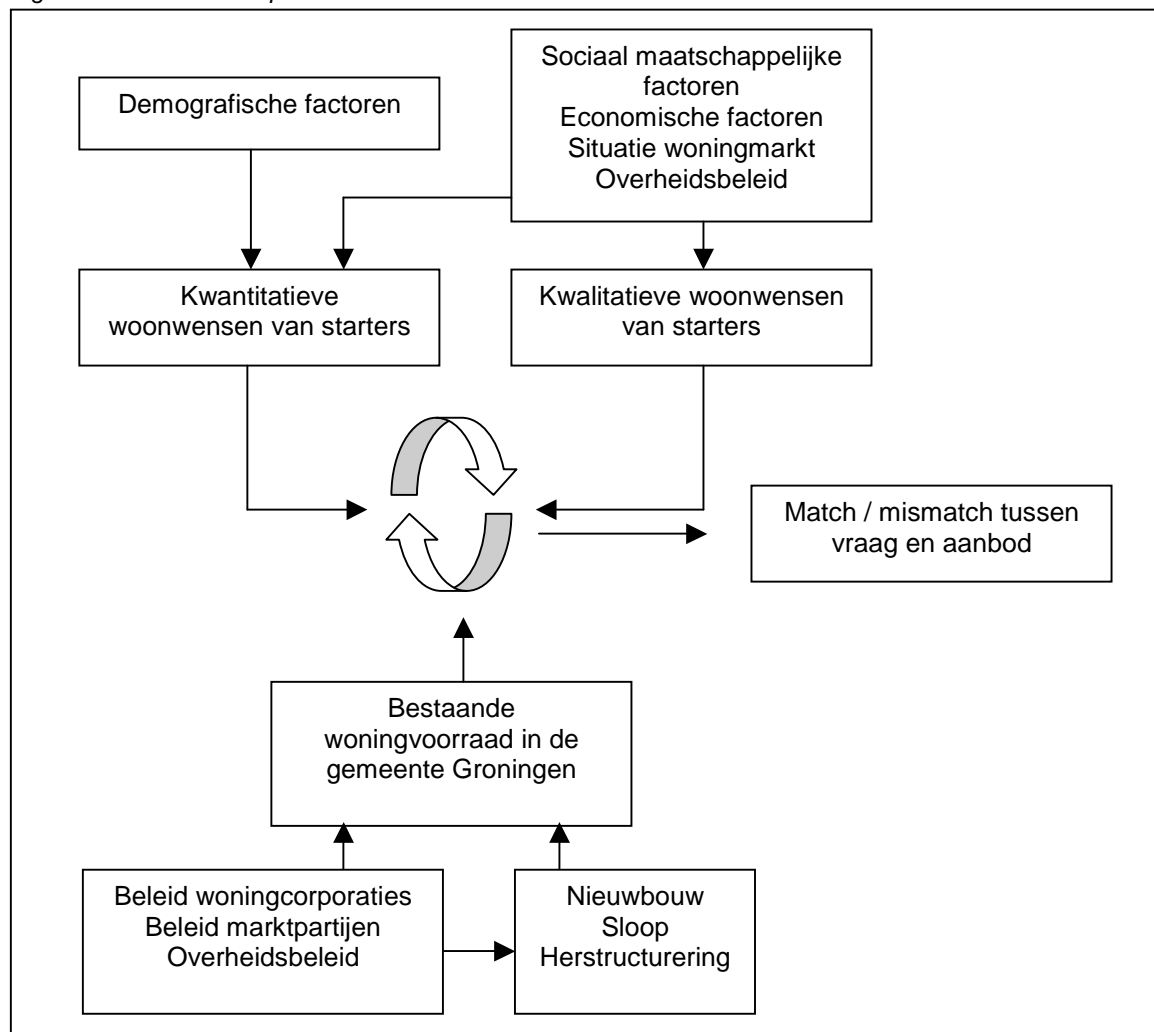 Demografische factoren
Sociaal maatschappelijke
factoren
Economische factoren
Situatie woningmarkt
Overheidsbeleid
Kwantitatieve
woonwensen van starters
Kwalitatieve woonwensen
van starters
Match / mismatch tussen
vraag en aanbod
Bestaande
woningvoorraad in de
gemeente Groningen
Beleid woningcorporaties
Beleid marktpartijen
Overheidsbeleid
Nieuwbouw
Sloop
Herstructurering